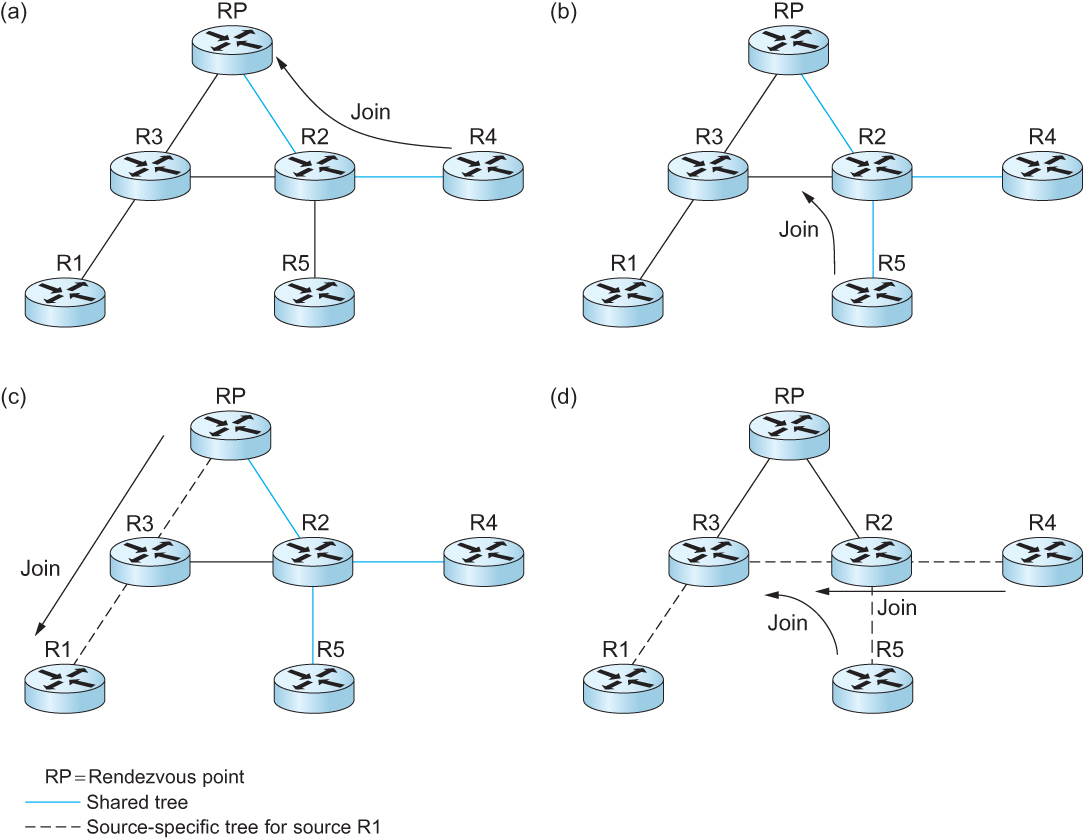 (a)
RP
Join
R3
R2
R4
R1
R5
(b)
RP
R3
R2
R4
Join
R1
R5
(c)
RP
R3
R2
R4
Join
R1
R5
(d)
RP
R3
R2
R4
Join
Join
R1
R5
RP=Rendezvous point
Shared tree
Source-specific tree for source R1